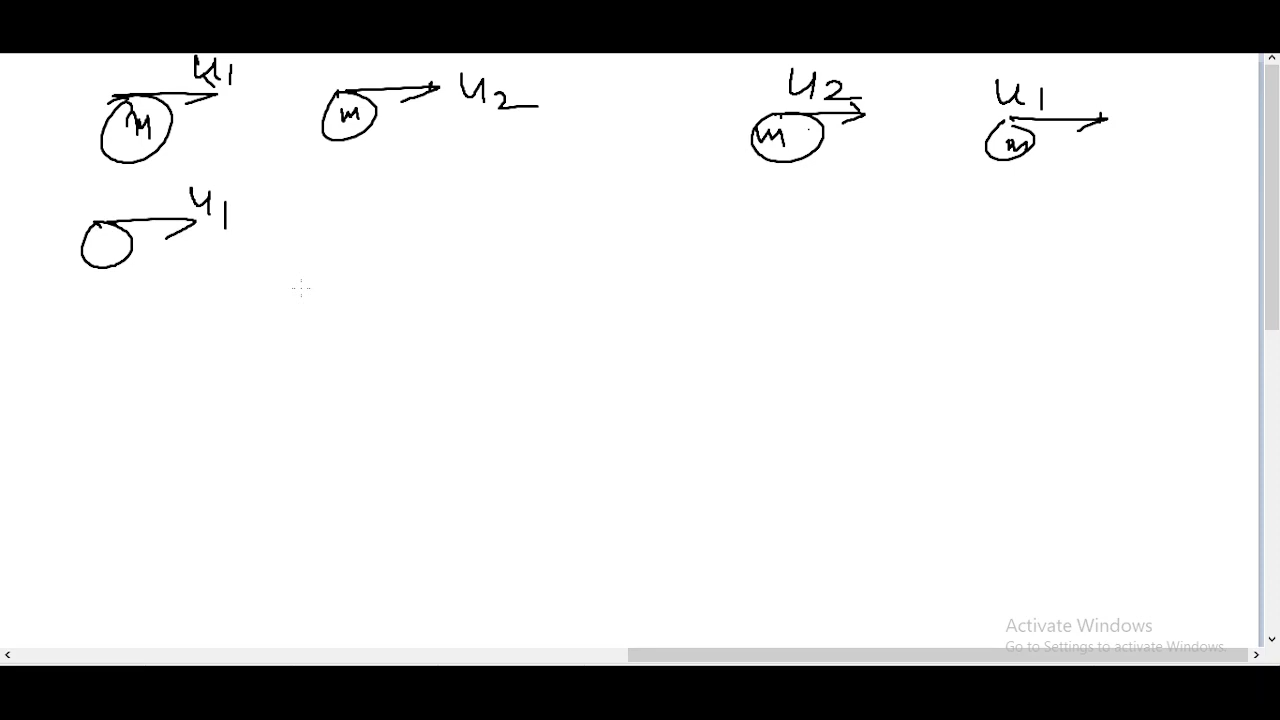 u1 u2 u2 u1
m m m m
u1
Activate Windows
Go to Settings to activate Windows.